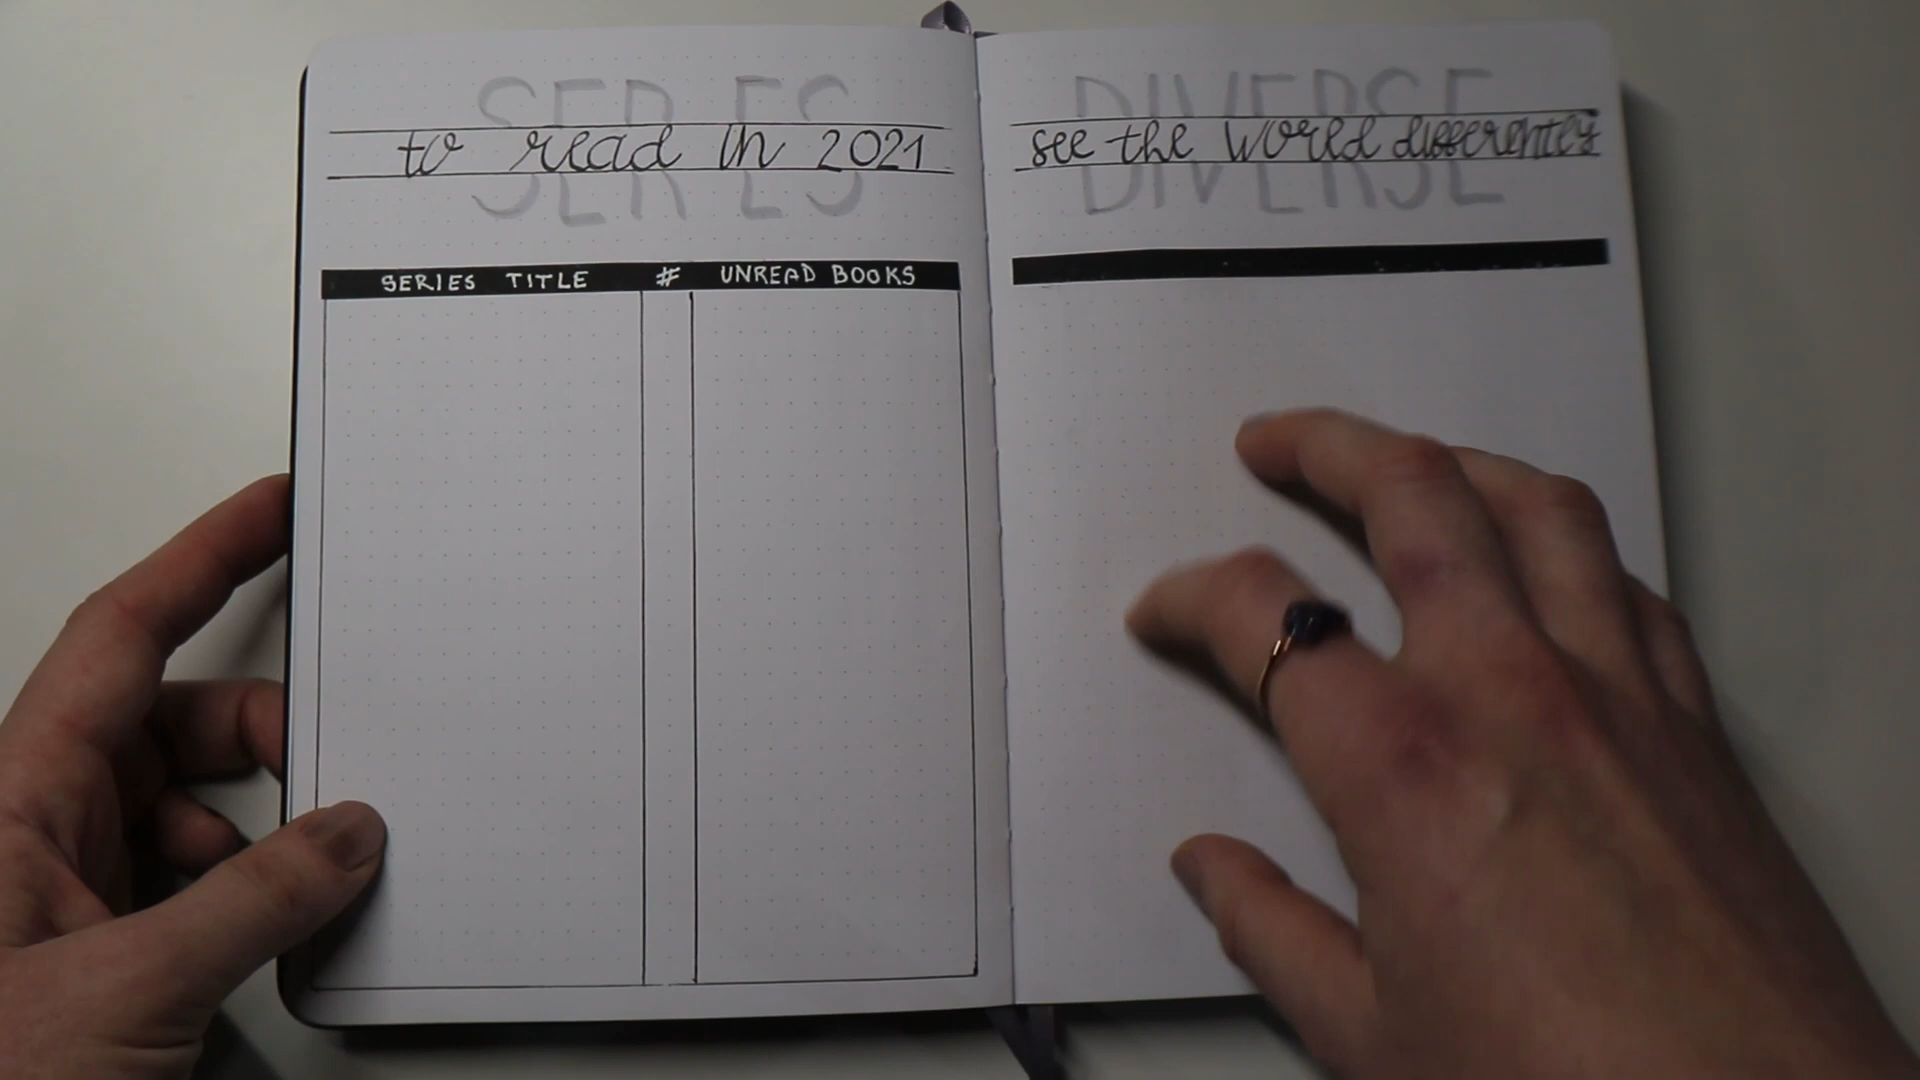 SERIES
to read in 2021
SERIES TITLE # UNREAD BOOKS
DIVERSE
see the world differently